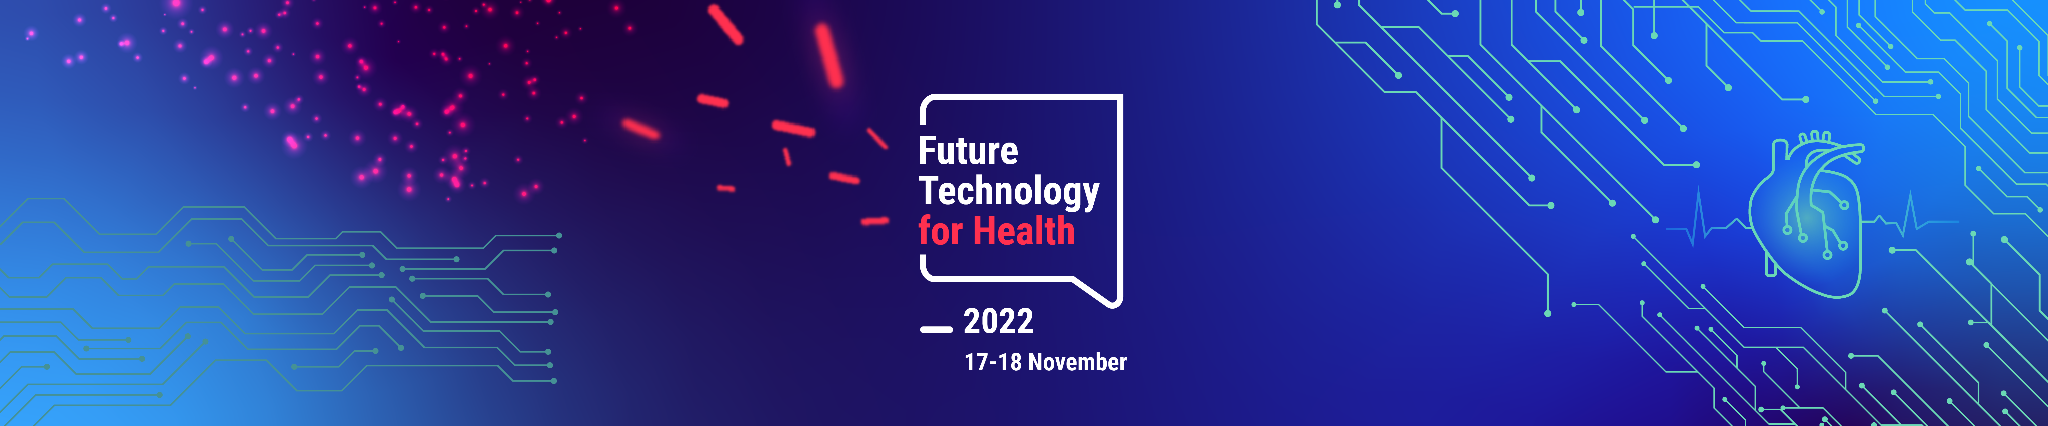 Future
Technology
for Health
2022
17-18 November